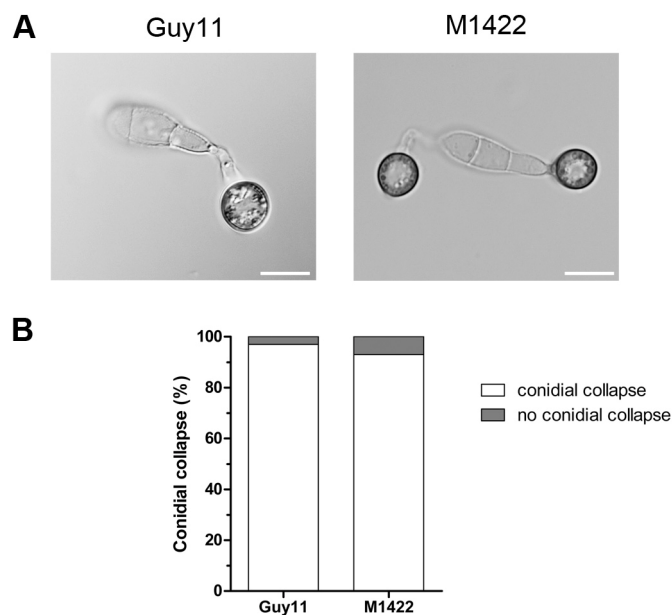 A
Guy11
M1422
B
100
80
60
40
20
0
Conidial collapse (%)
Guy11
M1422
conidial collapse
no conidial collapse